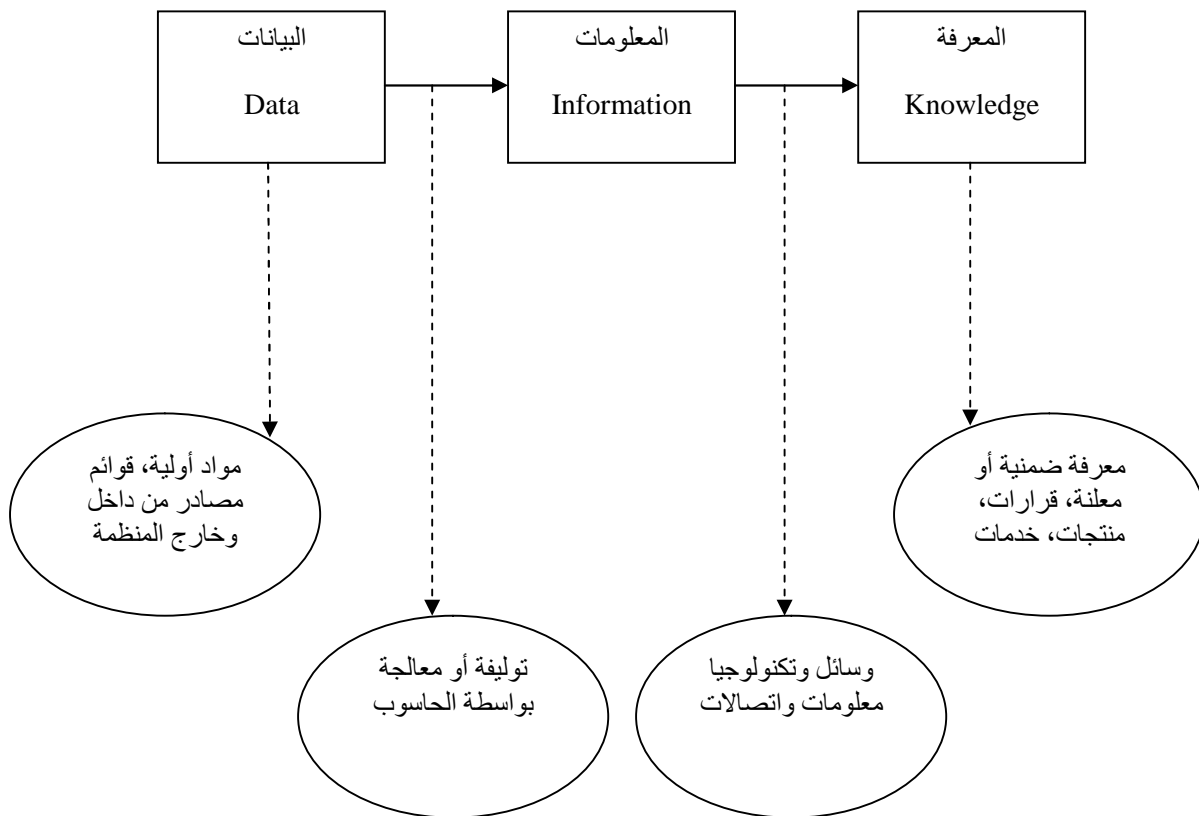 البيانات
Data
المعلومات
Information
المعرفة
Knowledge
مواد أولية، قوائم
مصادر من داخل
وخارج المنظمة
توليفة أو معالجة
بواسطة الحاسوب
وسائل وتكنولوجيا
معلومات واتصالات
معرفة ضمنية أو
معلنة، قرارات،
منتجات، خدمات